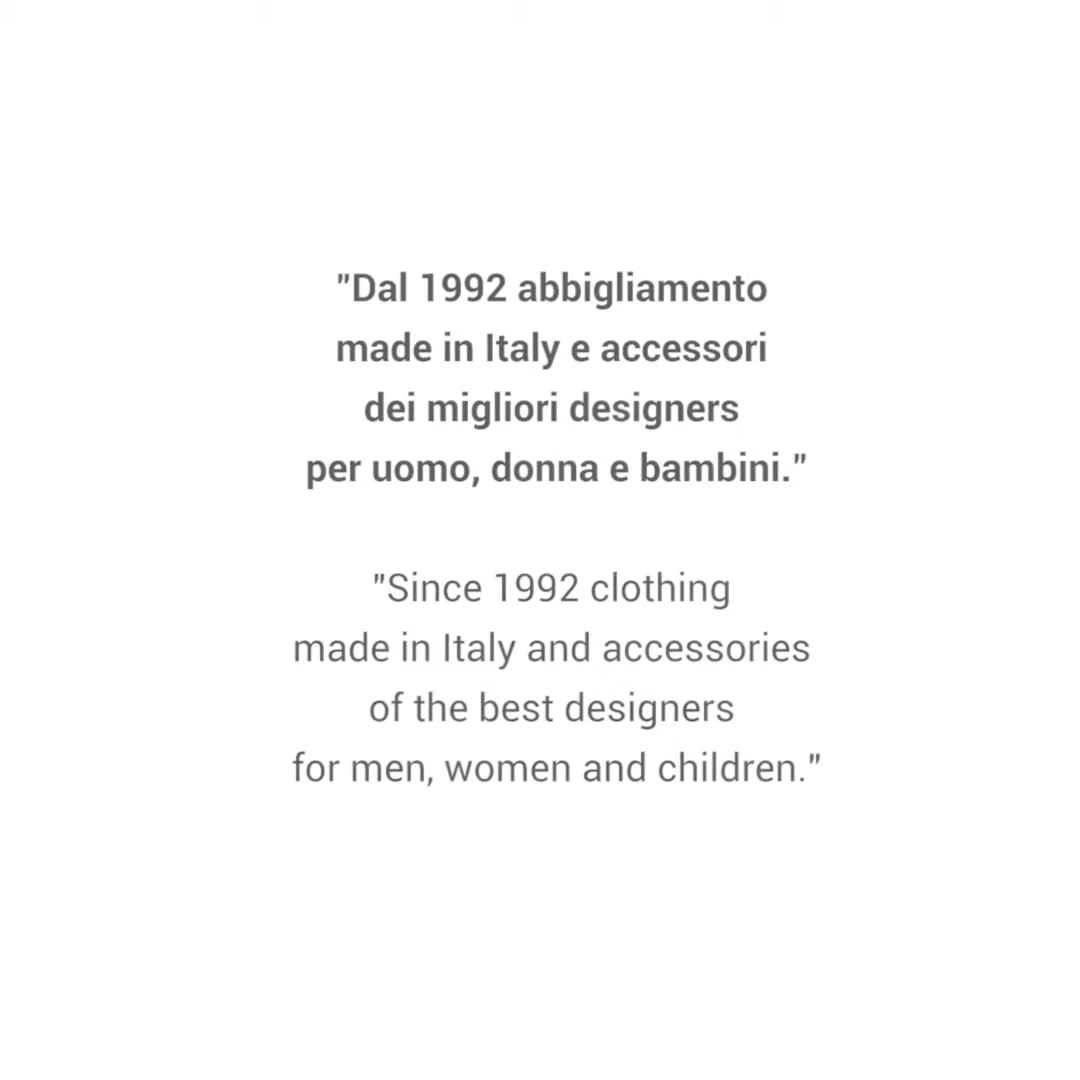 "Dal 1992 abbigliamento
made in Italy e accessori
dei migliori designers
per uomo, donna e bambini."
"Since 1992 clothing
made in Italy and accessories
of the best designers
for men, women and children."